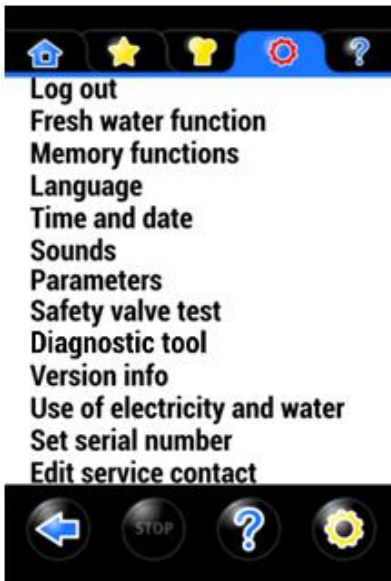 Log out
Fresh water function
Memory functions
Language
Time and date
Sounds
Parameters
Safety valve test
Diagnostic tool
Version info
Use of electricity and water
Set serial number
Edit service contact
STOP